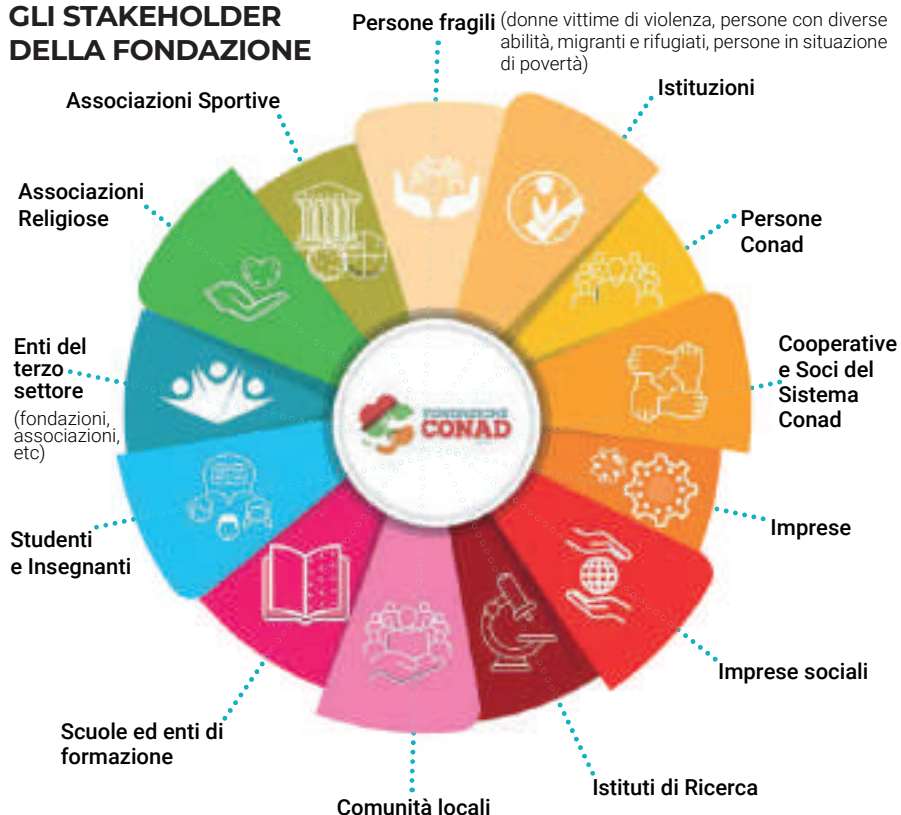 GLI STAKEHOLDER
DELLA FONDAZIONE
Persone fragili (donne vittime di violenza, persone con diverse
abilità, migranti e rifugiati, persone in situazione
di povertà)
Istituzioni
Associazioni Sportive
Associazioni
Religiose
Persone
Conad
Enti del
terzo
settore
(fondazioni,
associazioni,
etc)
Cooperative
e Soci del
Sistema
Conad
FONDAZIONE
CONAD
Studenti
e Insegnanti
Imprese
Imprese sociali
Scuole ed enti di
formazione
Istituti di Ricerca
Comunità locali